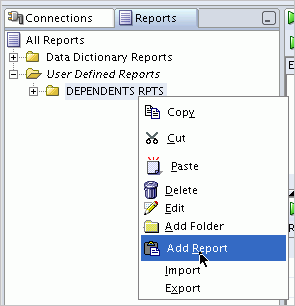 Connections
Reports
All Reports
Data Dictionary Reports
User Defined Reports
DEPENDENTS RPTS
Copy
Cut
Paste
Delete
Edit
Add Folder
Add Report
Import
Export